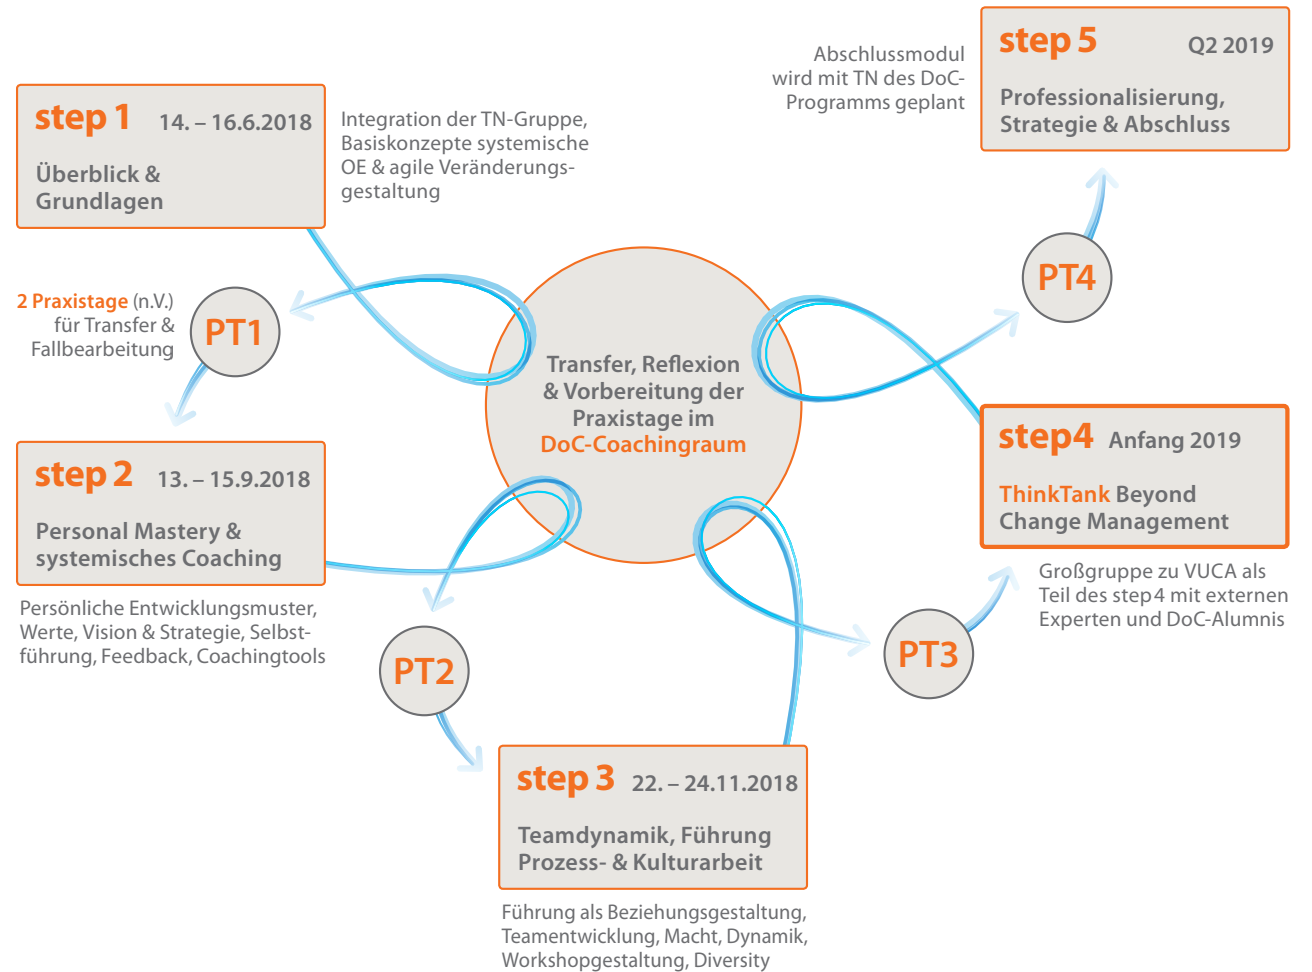 step 1 14. – 16.6.2018
Überblick &
Grundlagen
Integration der TN-Gruppe,
Basiskonzepte systemische
OE & agile Veränderungs-
gestaltung
2 Praxistage (n.V.)
für Transfer &
Fallbearbeitung
PT1
step 2 13. – 15.9.2018
Personal Mastery &
systemisches Coaching
Persönliche Entwicklungsmuster,
Werte, Vision & Strategie, Selbst-
führung, Feedback, Coachingtools
PT2
Transfer, Reflexion
& Vorbereitung der
Praxistage im
DoC-Coachingraum
step 3 22. – 24.11.2018
Teamdynamik, Führung
Prozess- & Kulturarbeit
Führung als Beziehungsgestaltung,
Teamentwicklung, Macht, Dynamik,
Workshopgestaltung, Diversity
PT3
step4 Anfang 2019
ThinkTank Beyond
Change Management
Großgruppe zu VUCA als
Teil des step4 mit externen
Experten und DoC-Alumnis
PT4
Abschlussmodul
wird mit TN des DoC-
Programms geplant
step 5 Q2 2019
Professionalisierung,
Strategie & Abschluss